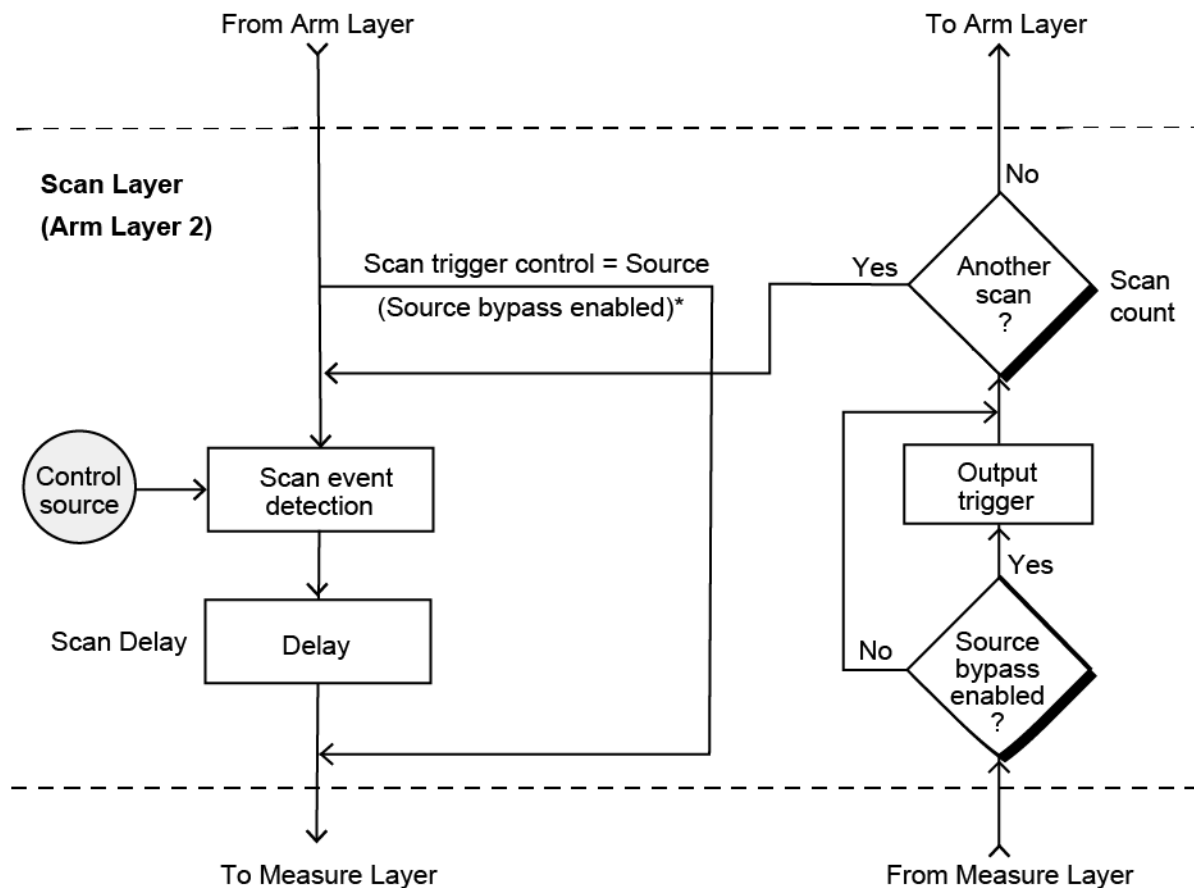 From Arm Layer
To Arm Layer
Scan Layer
(Arm Layer 2)
No
Scan trigger control = Source
(Source bypass enabled)*
Yes
Another
scan
?
Scan
count
Control
source
Scan event
detection
Output
trigger
Yes
Scan Delay
Delay
No
Source
bypass
enabled
?
To Measure Layer
From Measure Layer